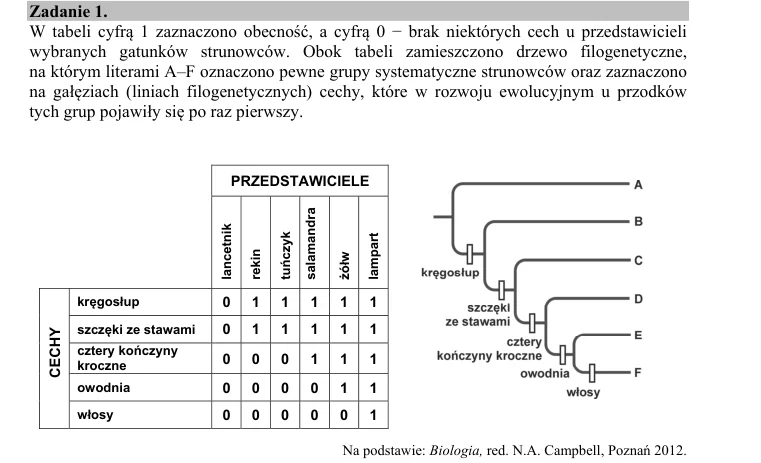 Zadanie 1.
W tabeli cyfrą 1 zaznaczono obecność, a cyfrą 0 − brak niektórych cech u przedstawicieli
wybranych gatunków strunowców. Obok tabeli zamieszczono drzewo filogenetyczne,
na którym literami A–F oznaczono pewne grupy systematyczne strunowców oraz zaznaczono
na gałęziach (liniach filogenetycznych) cechy, które w rozwoju ewolucyjnym u przodków
tych grup pojawiły się po raz pierwszy.
PRZEDSTAWICIELE
lancetnik rekin tuńczyk salamandra żółw lampart
CECHY
kręgosłup 0 1 1 1 1 1
szczęki ze stawami 0 1 1 1 1 1
cztery kończyny
kroczne 0 0 0 1 1 1
owodnia 0 0 0 0 1 1
włosy 0 0 0 0 0 1
A
B
C
kręgosłup
D
szczęki
ze stawami
E
cztery
kończyny kroczne
F
owodnia
włosy
Na podstawie: Biologia, red. N.A. Campbell, Poznań 2012.